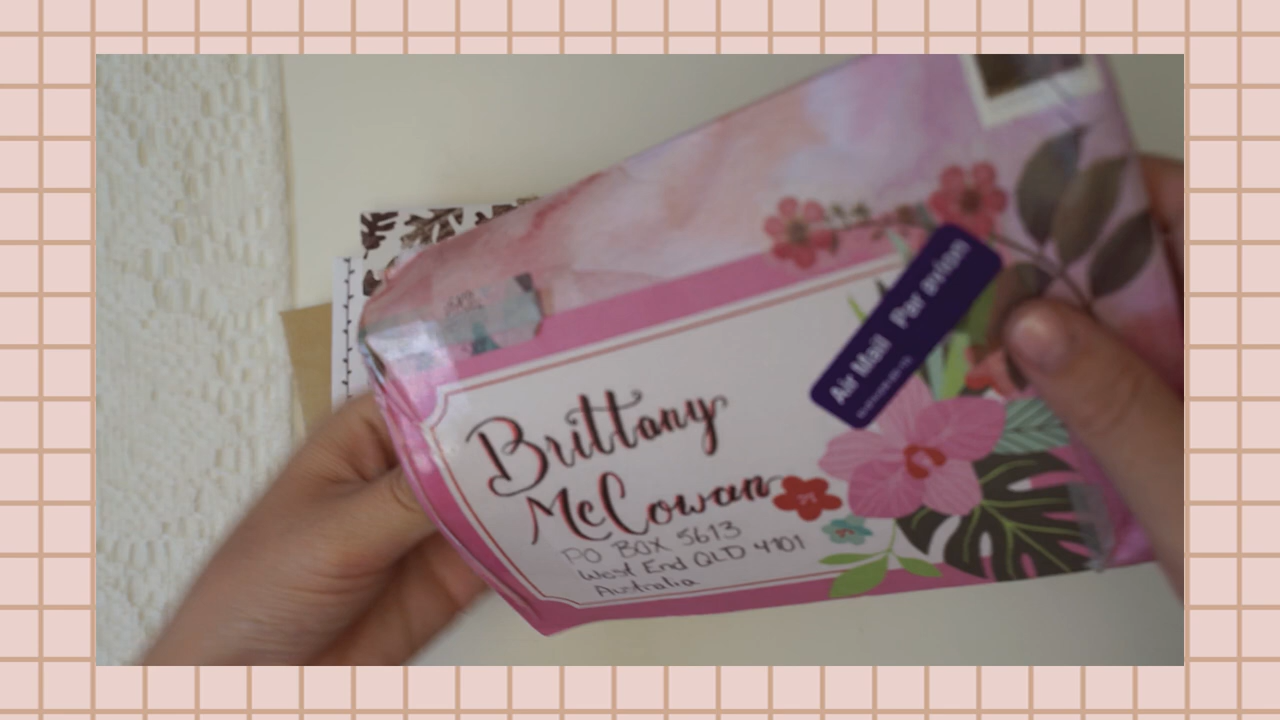 Air Mail Par avion
Brittany
McCowan
PO BOX 5613
West End QLD 4101
Australia